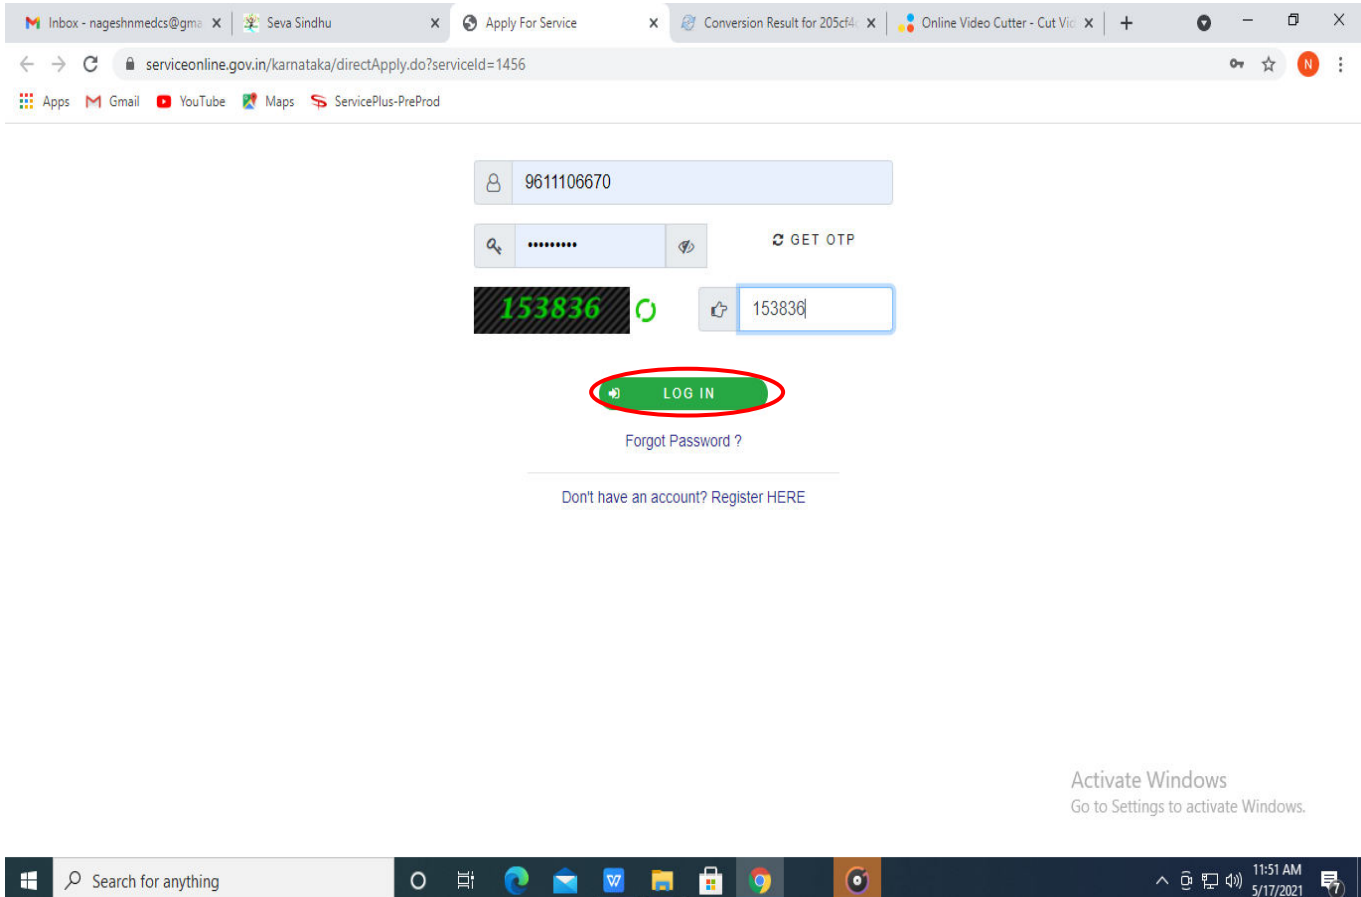 Inbox - nageshnmedcs@gma
Seva Sindhu
Apply For Service
Conversion Result for 205cf4
Online Video Cutter - Cut Vid
serviceonline.gov.in/karnataka/directApply.do?serviceId=1456
N
Apps
Gmail
YouTube
Maps
ServicePlus-PreProd
9611106670
•••••••••
GET OTP
153836
153836
LOG IN
Forgot Password ?
Don't have an account? Register HERE
Activate Windows
Go to Settings to activate Windows.
Search for anything
W
11:51 AM
5/17/2021
7